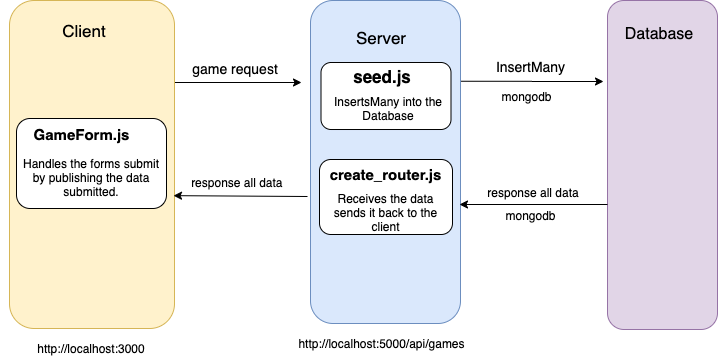 Client
Server
Database
game request
InsertMany
mongodb
seed.js
InsertsMany into the
Database
GameForm.js
Handles the forms submit
by publishing the data
submitted.
response all data
create_router.js
Receives the data
sends it back to the
client
response all data
mongodb
http://localhost:3000
http://localhost:5000/api/games